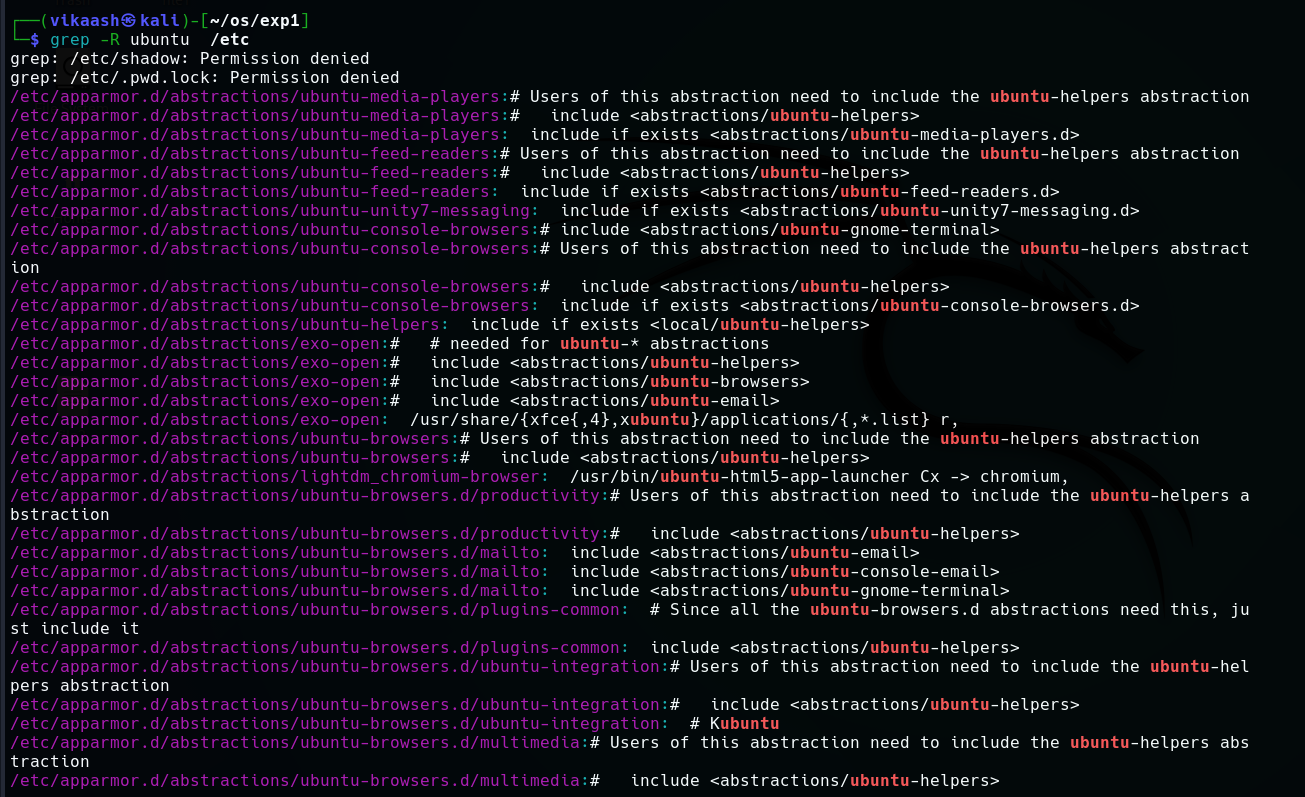 ┌──(vikaash㉿kali)-[~/os/exp1]
└─$ grep -R ubuntu  /etc
grep: /etc/shadow: Permission denied
grep: /etc/.pwd.lock: Permission denied
/etc/apparmor.d/abstractions/ubuntu-media-players:# Users of this abstraction need to include the ubuntu-helpers abstraction
/etc/apparmor.d/abstractions/ubuntu-media-players:#   include <abstractions/ubuntu-helpers>
/etc/apparmor.d/abstractions/ubuntu-media-players:  include if exists <abstractions/ubuntu-media-players.d>
/etc/apparmor.d/abstractions/ubuntu-feed-readers:# Users of this abstraction need to include the ubuntu-helpers abstraction
/etc/apparmor.d/abstractions/ubuntu-feed-readers:#   include <abstractions/ubuntu-helpers>
/etc/apparmor.d/abstractions/ubuntu-feed-readers:  include if exists <abstractions/ubuntu-feed-readers.d>
/etc/apparmor.d/abstractions/ubuntu-unity7-messaging:  include if exists <abstractions/ubuntu-unity7-messaging.d>
/etc/apparmor.d/abstractions/ubuntu-console-browsers:# include <abstractions/ubuntu-gnome-terminal>
/etc/apparmor.d/abstractions/ubuntu-console-browsers:# Users of this abstraction need to include the ubuntu-helpers abstract
ion
/etc/apparmor.d/abstractions/ubuntu-console-browsers:#   include <abstractions/ubuntu-helpers>
/etc/apparmor.d/abstractions/ubuntu-console-browsers:  include if exists <abstractions/ubuntu-console-browsers.d>
/etc/apparmor.d/abstractions/ubuntu-helpers:  include if exists <local/ubuntu-helpers>
/etc/apparmor.d/abstractions/exo-open:#   # needed for ubuntu-* abstractions
/etc/apparmor.d/abstractions/exo-open:#   include <abstractions/ubuntu-helpers>
/etc/apparmor.d/abstractions/exo-open:#   include <abstractions/ubuntu-browsers>
/etc/apparmor.d/abstractions/exo-open:#   include <abstractions/ubuntu-email>
/etc/apparmor.d/abstractions/exo-open:  /usr/share/{xfce{,4},xubuntu}/applications/{,*.list} r,
/etc/apparmor.d/abstractions/ubuntu-browsers:# Users of this abstraction need to include the ubuntu-helpers abstraction
/etc/apparmor.d/abstractions/ubuntu-browsers:#   include <abstractions/ubuntu-helpers>
/etc/apparmor.d/abstractions/lightdm_chromium-browser:  /usr/bin/ubuntu-html5-app-launcher Cx -> chromium,
/etc/apparmor.d/abstractions/ubuntu-browsers.d/productivity:# Users of this abstraction need to include the ubuntu-helpers a
bstraction
/etc/apparmor.d/abstractions/ubuntu-browsers.d/productivity:#   include <abstractions/ubuntu-helpers>
/etc/apparmor.d/abstractions/ubuntu-browsers.d/mailto:  include <abstractions/ubuntu-email>
/etc/apparmor.d/abstractions/ubuntu-browsers.d/mailto:  include <abstractions/ubuntu-console-email>
/etc/apparmor.d/abstractions/ubuntu-browsers.d/mailto:  include <abstractions/ubuntu-gnome-terminal>
/etc/apparmor.d/abstractions/ubuntu-browsers.d/plugins-common:  # Since all the ubuntu-browsers.d abstractions need this, ju
st include it
/etc/apparmor.d/abstractions/ubuntu-browsers.d/plugins-common:  include <abstractions/ubuntu-helpers>
/etc/apparmor.d/abstractions/ubuntu-browsers.d/ubuntu-integration:# Users of this abstraction need to include the ubuntu-hel
pers abstraction
/etc/apparmor.d/abstractions/ubuntu-browsers.d/ubuntu-integration:#   include <abstractions/ubuntu-helpers>
/etc/apparmor.d/abstractions/ubuntu-browsers.d/ubuntu-integration:  # Kubuntu
/etc/apparmor.d/abstractions/ubuntu-browsers.d/multimedia:# Users of this abstraction need to include the ubuntu-helpers abs
traction
/etc/apparmor.d/abstractions/ubuntu-browsers.d/multimedia:#   include <abstractions/ubuntu-helpers>